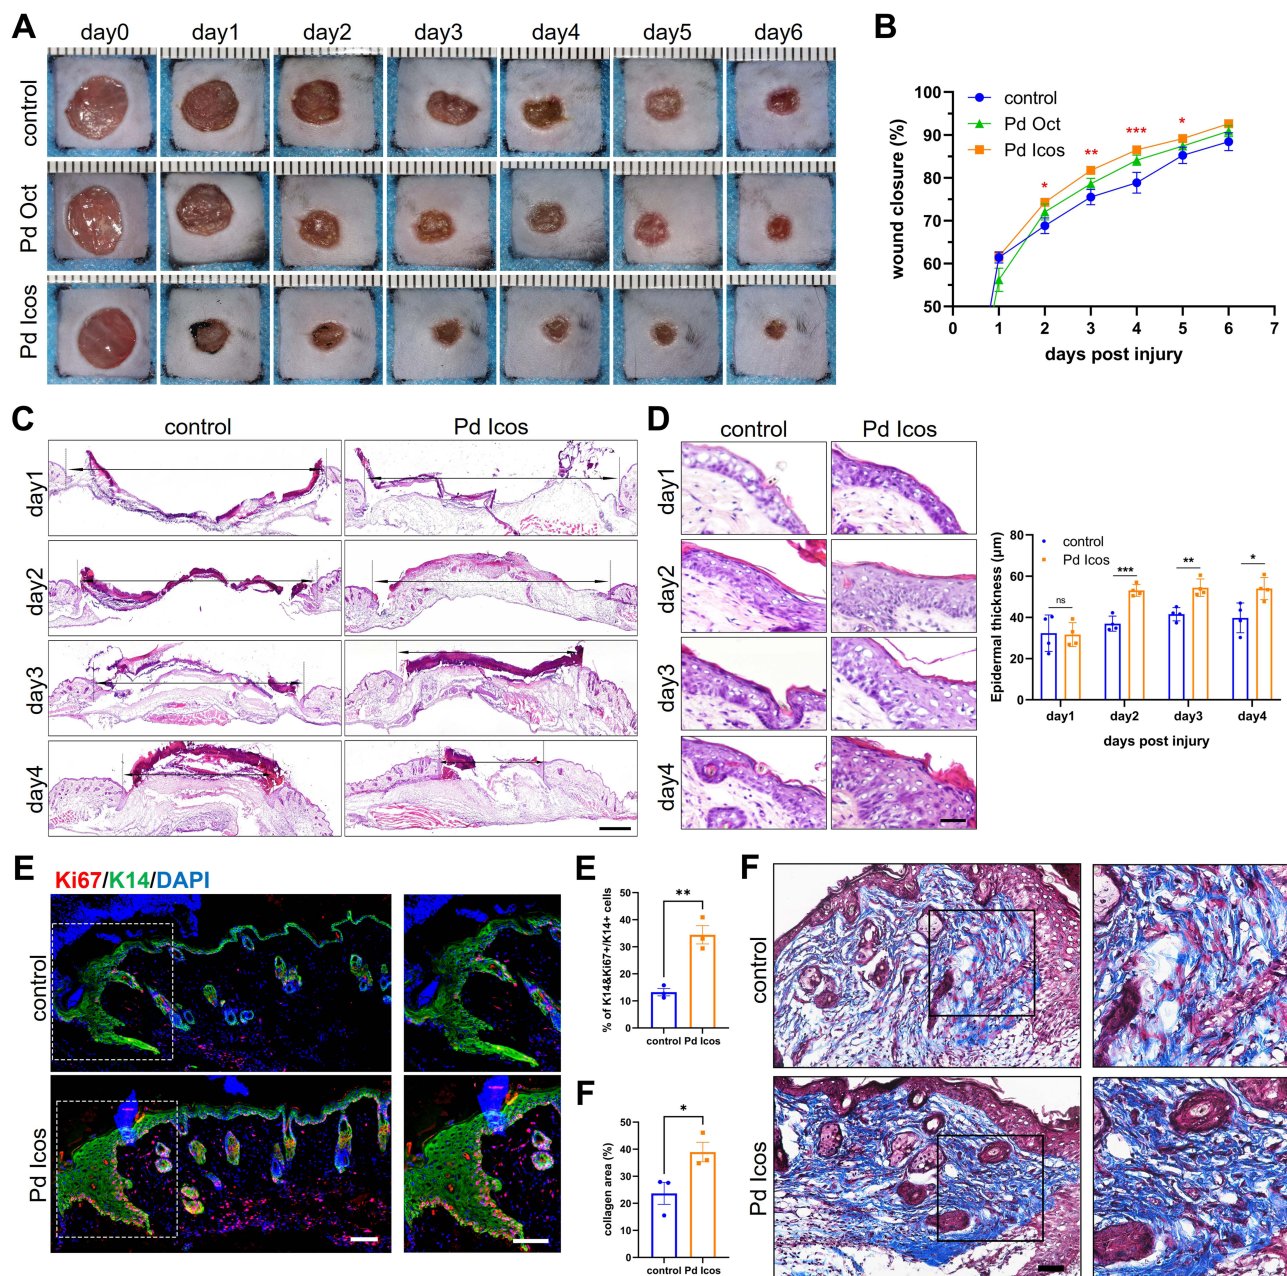 A
day0 day1 day2 day3 day4 day5 day6
control
Pd Oct
Pd Icos
B
control
Pd Oct
Pd Icos
wound closure (%)
100
90
80
70
60
50
* ** *** *
0 1 2 3 4 5 6 7
days post injury
C
control Pd Icos
day1
day2
day3
day4
D
control Pd Icos
day1
day2
day3
day4
Epidermal thickness (μm)
80
60
40
20
0
control
Pd Icos
ns *** ** *
day1 day2 day3 day4
days post injury
E
Ki67/K14/DAPI
control
Pd Icos
E
% of K14&Ki67+/K14+ cells
50
40
30
20
10
0
**
control Pd Icos
F
collagen area (%)
50
40
30
20
10
0
*
control Pd Icos
F
control
Pd Icos